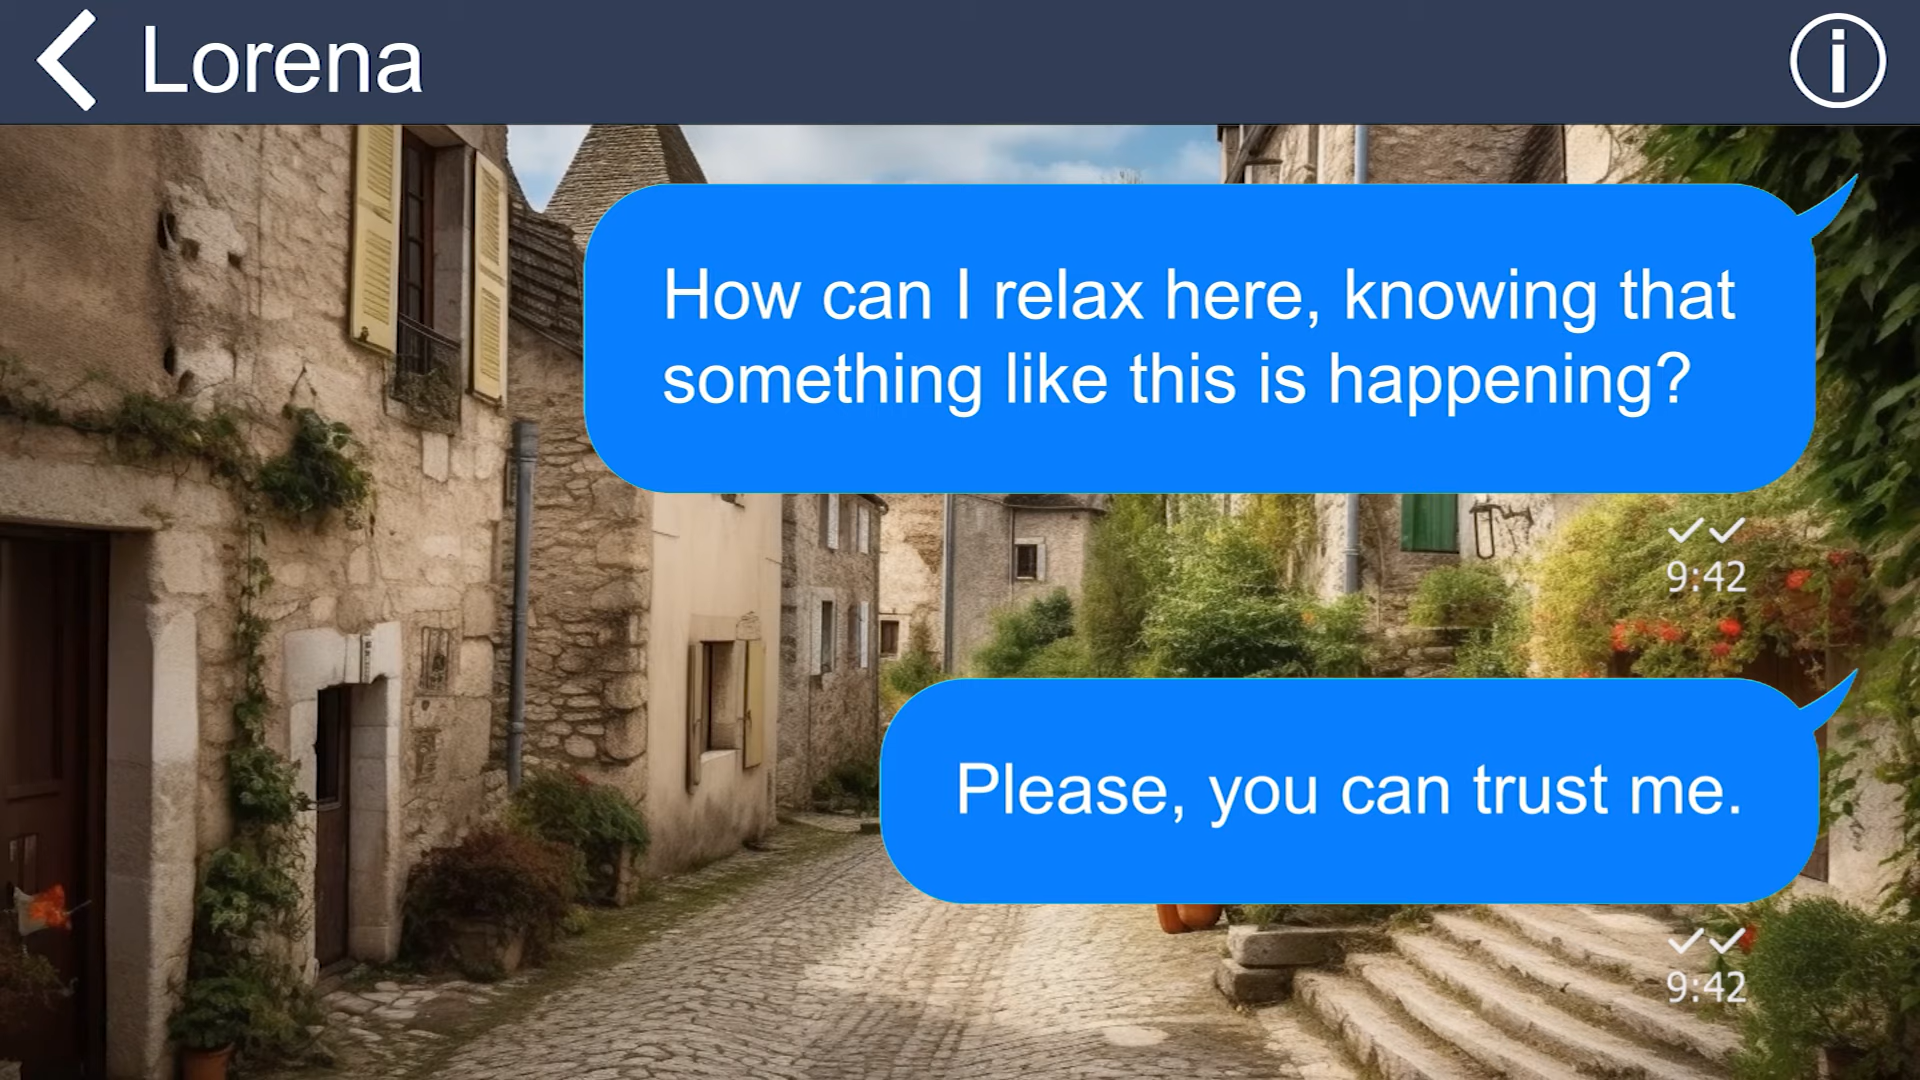 Lorena
How can I relax here, knowing that
something like this is happening?
9:42
Please, you can trust me.
9:42